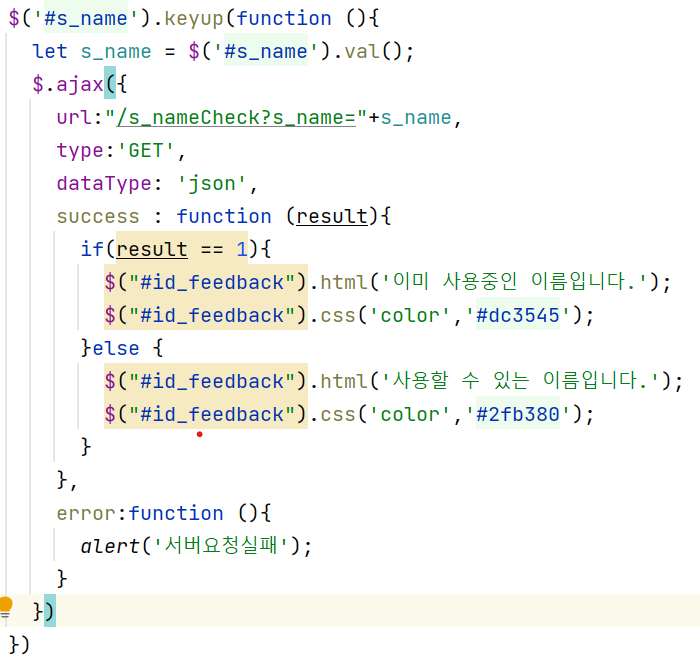 $('#s_name').keyup(function (){
  let s_name = $('#s_name').val();
  $.ajax({
    url:"/s_nameCheck?s_name="+s_name,
    type:'GET',
    dataType: 'json',
    success : function (result){
      if(result == 1){
        $("#id_feedback").html('이미 사용중인 이름입니다.');
        $("#id_feedback").css('color','#dc3545');
      }else {
        $("#id_feedback").html('사용할 수 있는 이름입니다.');
        $("#id_feedback").css('color','#2fb380');
      }
    },
    error:function (){
      alert('서버요청실패');
    }
  })
})